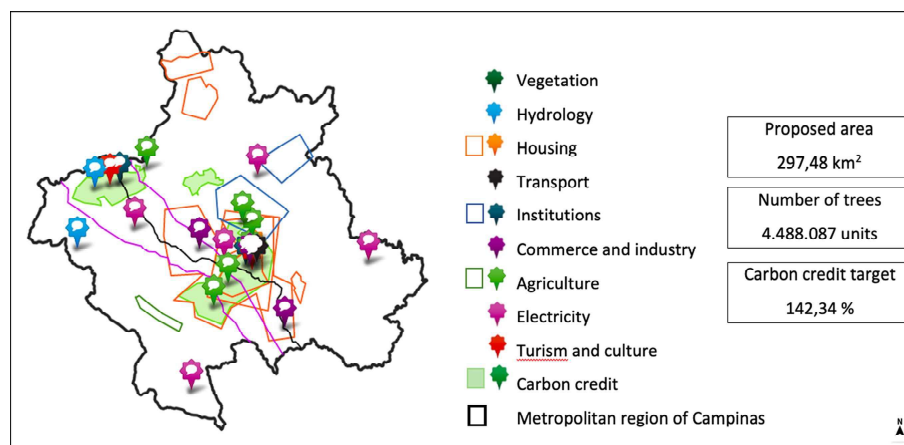 Vegetation
Hydrology
Housing
Transport
Institutions
Commerce and industry
Agriculture
Electricity
Turism and culture
Carbon credit
Metropolitan region of Campinas
Proposed area
297,48 km²
Number of trees
4.488.087 units
Carbon credit target
142,34 %
N